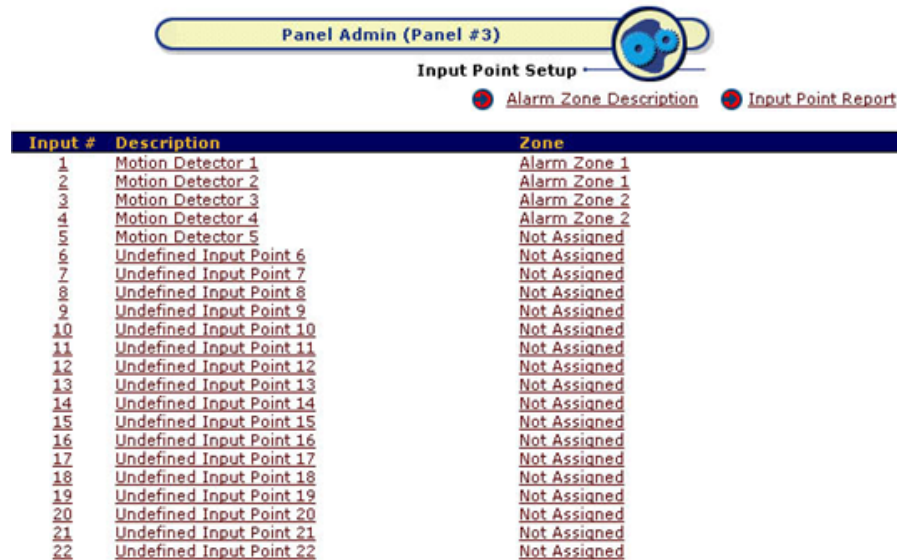 Panel Admin (Panel #3)
Input Point Setup
Alarm Zone Description Input Point Report
Input # Description Zone
1 Motion Detector 1 Alarm Zone 1
2 Motion Detector 2 Alarm Zone 1
3 Motion Detector 3 Alarm Zone 2
4 Motion Detector 4 Alarm Zone 2
5 Motion Detector 5 Not Assigned
6 Undefined Input Point 6 Not Assigned
7 Undefined Input Point 7 Not Assigned
8 Undefined Input Point 8 Not Assigned
9 Undefined Input Point 9 Not Assigned
10 Undefined Input Point 10 Not Assigned
11 Undefined Input Point 11 Not Assigned
12 Undefined Input Point 12 Not Assigned
13 Undefined Input Point 13 Not Assigned
14 Undefined Input Point 14 Not Assigned
15 Undefined Input Point 15 Not Assigned
16 Undefined Input Point 16 Not Assigned
17 Undefined Input Point 17 Not Assigned
18 Undefined Input Point 18 Not Assigned
19 Undefined Input Point 19 Not Assigned
20 Undefined Input Point 20 Not Assigned
21 Undefined Input Point 21 Not Assigned
22 Undefined Input Point 22 Not Assigned